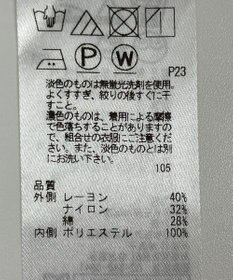 P
W
P23
淡色のものは無蛍光洗剤を使用。
よくすすぎ、絞りの後すぐに干
すこと。
濃色のものは、着用による摩擦
で色落ちすることがありますの
で、組合せの衣服にご注意くださ
い。また、淡色のものとは別に
お洗い下さい。
105
品質
外側 レーヨン 40%
ナイロン 32%
綿 28%
内側 ポリエステル 100%